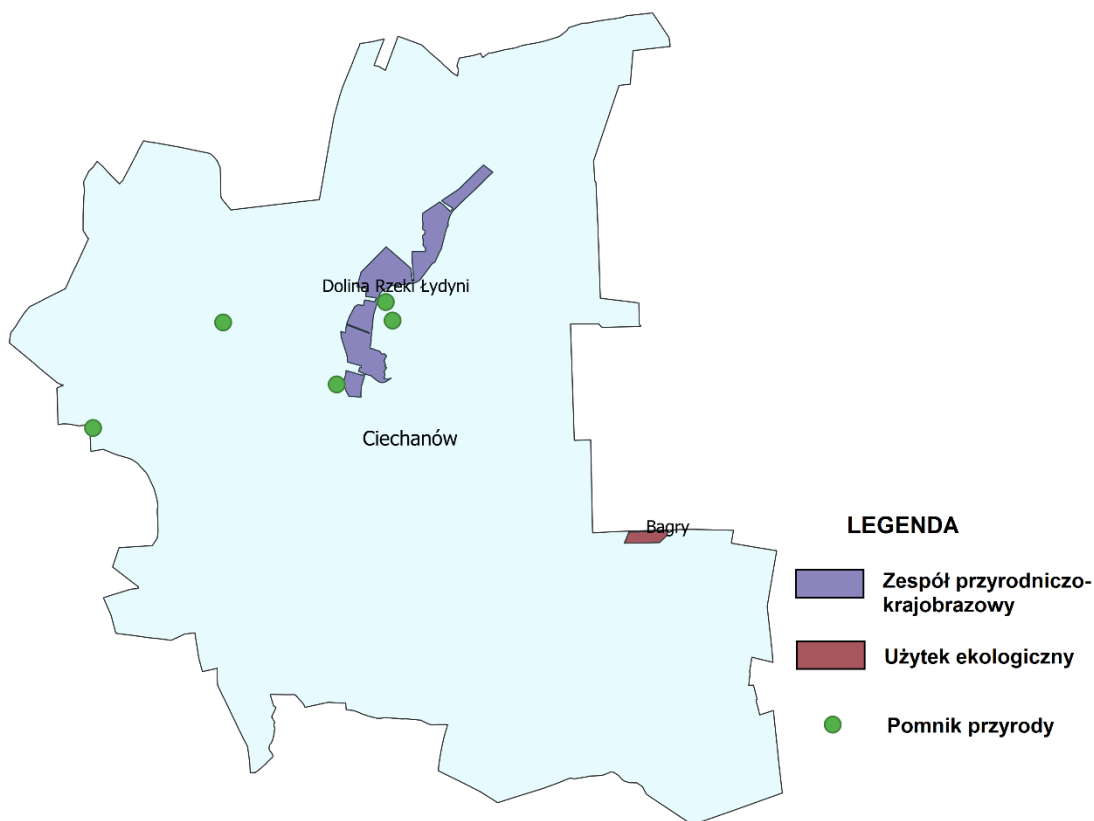 Dolina Rzeki Łydyni
Ciechanów
Bagry
LEGENDA
Zespół przyrodniczo-
krajobrazowy
Użytek ekologiczny
Pomnik przyrody